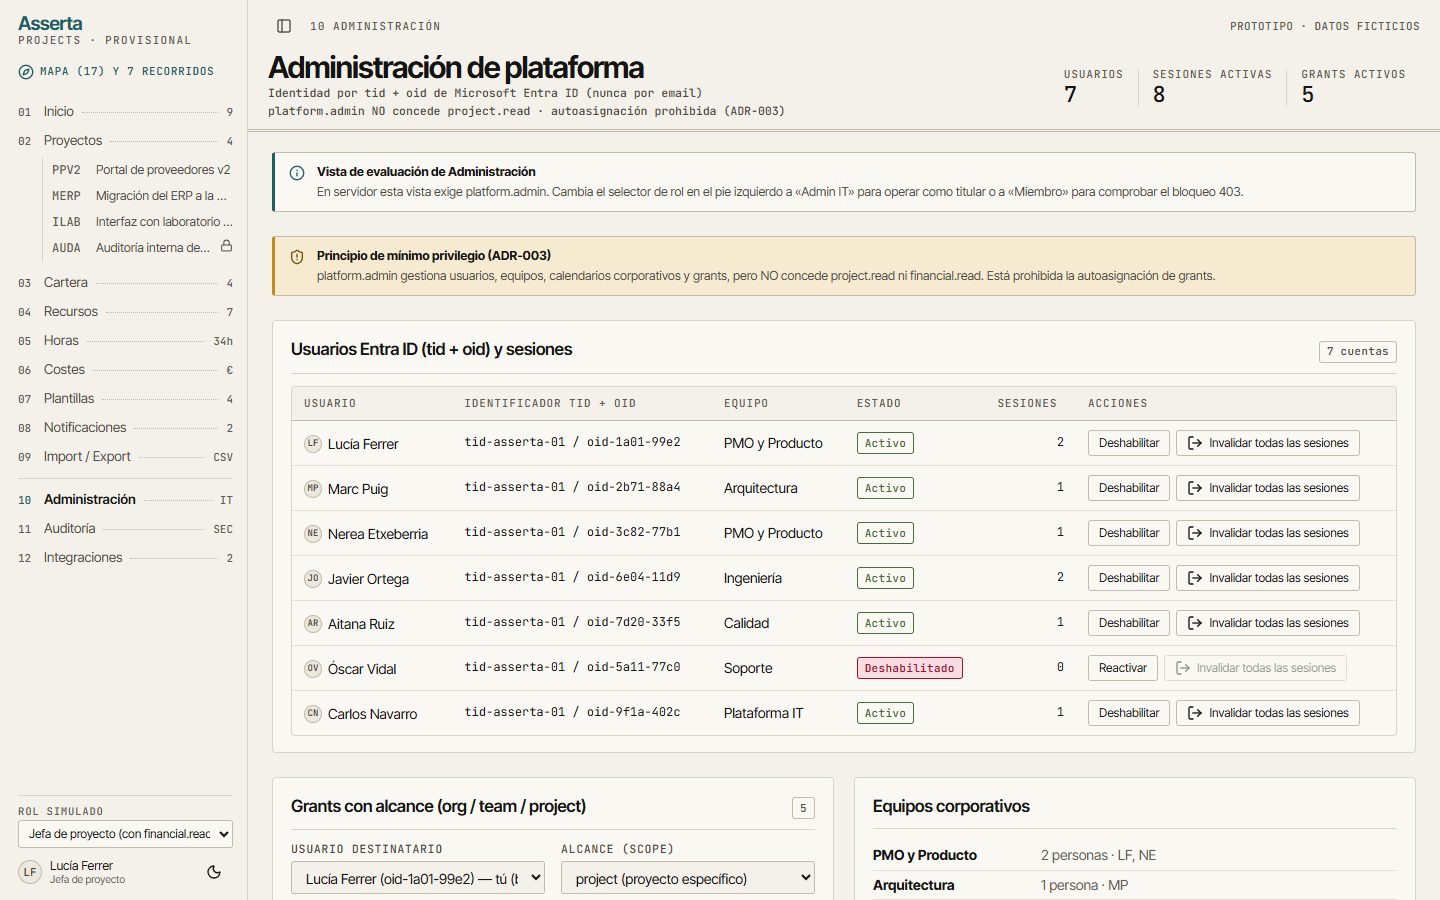 Asserta
PROJECTS · PROVISIONAL
MAPA (17) Y 7 RECORRIDOS
01 Inicio 9
02 Proyectos 4
PPV2 Portal de proveedores v2
MERP Migración del ERP a la ...
ILAB Interfaz con laboratorio ...
AUDA Auditoría interna de...
03 Cartera 4
04 Recursos 7
05 Horas 34h
06 Costes €
07 Plantillas 4
08 Notificaciones 2
09 Import / Export CSV
10 Administración IT
11 Auditoría SEC
12 Integraciones 2
ROL SIMULADO
Jefa de proyecto (con financial.read
LF Lucía Ferrer
Jefa de proyecto
10 ADMINISTRACIÓN
PROTOTIPO · DATOS FICTICIOS
Administración de plataforma
Identidad por tid + oid de Microsoft Entra ID (nunca por email)
platform.admin NO concede project.read · autoasignación prohibida (ADR-003)
USUARIOS SESIONES ACTIVAS GRANTS ACTIVOS
7 8 5
Vista de evaluación de Administración
En servidor esta vista exige platform.admin. Cambia el selector de rol en el pie izquierdo a «Admin IT» para operar como titular o a «Miembro» para comprobar el bloqueo 403.
Principio de mínimo privilegio (ADR-003)
platform.admin gestiona usuarios, equipos, calendarios corporativos y grants, pero NO concede project.read ni financial.read. Está prohibida la autoasignación de grants.
Usuarios Entra ID (tid + oid) y sesiones 7 cuentas
USUARIO IDENTIFICADOR TID + OID EQUIPO ESTADO SESIONES ACCIONES
LF Lucía Ferrer tid-asserta-01 / oid-1a01-99e2 PMO y Producto Activo 2 Deshabilitar Invalidar todas las sesiones
MP Marc Puig tid-asserta-01 / oid-2b71-88a4 Arquitectura Activo 1 Deshabilitar Invalidar todas las sesiones
NE Nerea Etxeberria tid-asserta-01 / oid-3c82-77b1 PMO y Producto Activo 1 Deshabilitar Invalidar todas las sesiones
JO Javier Ortega tid-asserta-01 / oid-6e04-11d9 Ingeniería Activo 2 Deshabilitar Invalidar todas las sesiones
AR Aitana Ruiz tid-asserta-01 / oid-7d20-33f5 Calidad Activo 1 Deshabilitar Invalidar todas las sesiones
OV Óscar Vidal tid-asserta-01 / oid-5a11-77c0 Soporte Deshabilitado 0 Reactivar Invalidar todas las sesiones
CN Carlos Navarro tid-asserta-01 / oid-9f1a-402c Plataforma IT Activo 1 Deshabilitar Invalidar todas las sesiones
Grants con alcance (org / team / project) 5
USUARIO DESTINATARIO ALCANCE (SCOPE)
Lucía Ferrer (oid-1a01-99e2) — tú ( project (proyecto específico)
Equipos corporativos
PMO y Producto 2 personas · LF, NE
Arquitectura 1 persona · MP